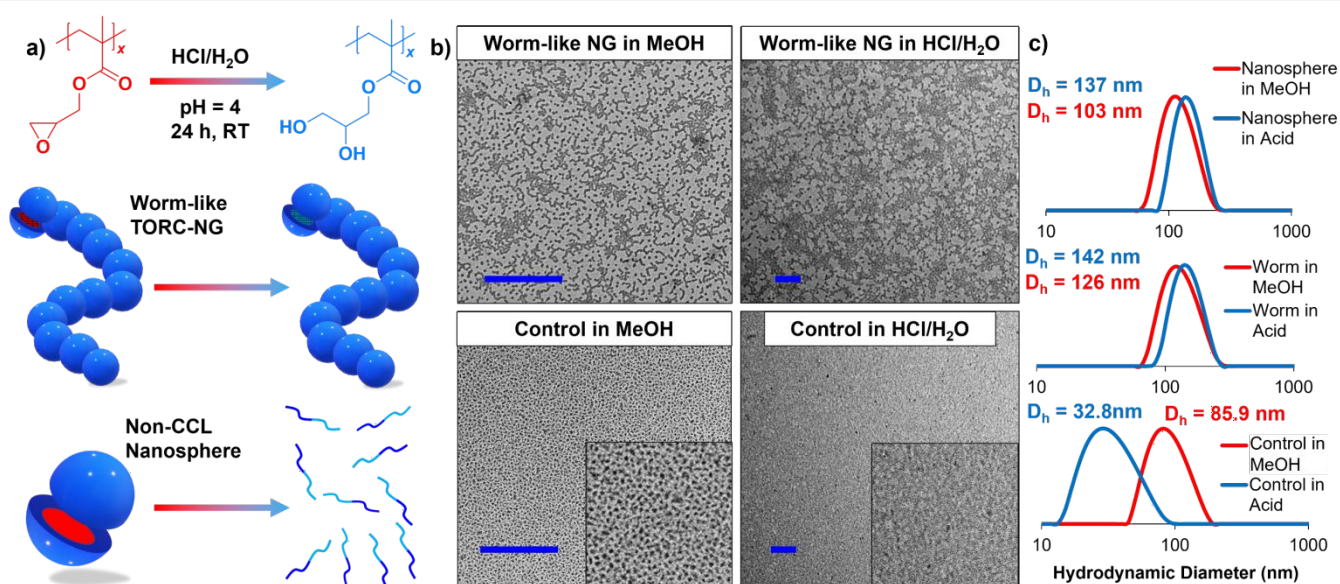 a)
x
O
O
O
HCl/H₂O
pH = 4
24 h, RT
x
O
O
HO
OH
Worm-like
TORC-NG
Non-CCL
Nanosphere
b)
Worm-like NG in MeOH
Worm-like NG in HCl/H₂O
Control in MeOH
Control in HCl/H₂O
c)
Dₕ = 137 nm
Dₕ = 103 nm
Nanosphere
in MeOH
Nanosphere
in Acid
10
100
1000
Dₕ = 142 nm
Dₕ = 126 nm
Worm in
MeOH
Worm in
Acid
10
100
1000
Dₕ = 32.8nm
Dₕ = 85.9 nm
Control in
MeOH
Control in
Acid
10
100
1000
Hydrodynamic Diameter (nm)